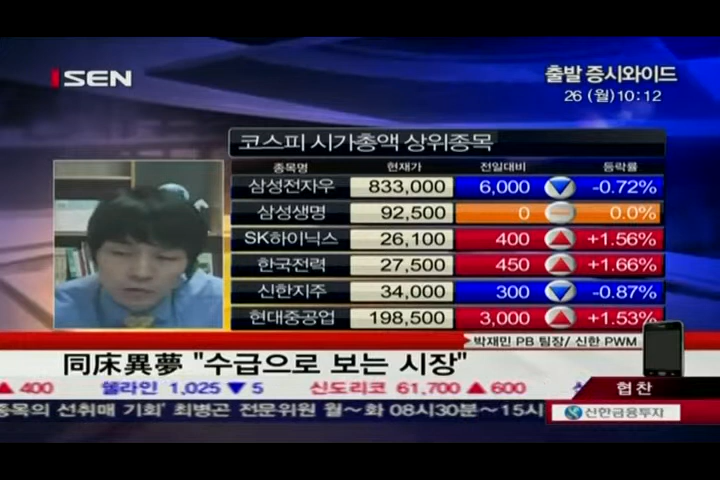 SEN
출발 증시와이드
26 (월) 10:12
코스피 시가총액 상위종목
종목명 현재가 전일대비 등락률
삼성전자우 833,000 6,000 ▼ -0.72%
삼성생명 92,500 0 − 0.0%
SK하이닉스 26,100 400 ▲ +1.56%
한국전력 27,500 450 ▲ +1.66%
신한지주 34,000 300 ▼ -0.87%
현대중공업 198,500 3,000 ▲ +1.53%
박재민 PB 팀장/ 신한 PWM
同床異夢 "수급으로 보는 시장"
▲ 400 쉘라인 1,025 ▼ 5 신도리코 61,700 ▲ 600
협찬
종목의 선취매 기회' 최병곤 전문위원 월~화 08시30분~15시
신한금융투자